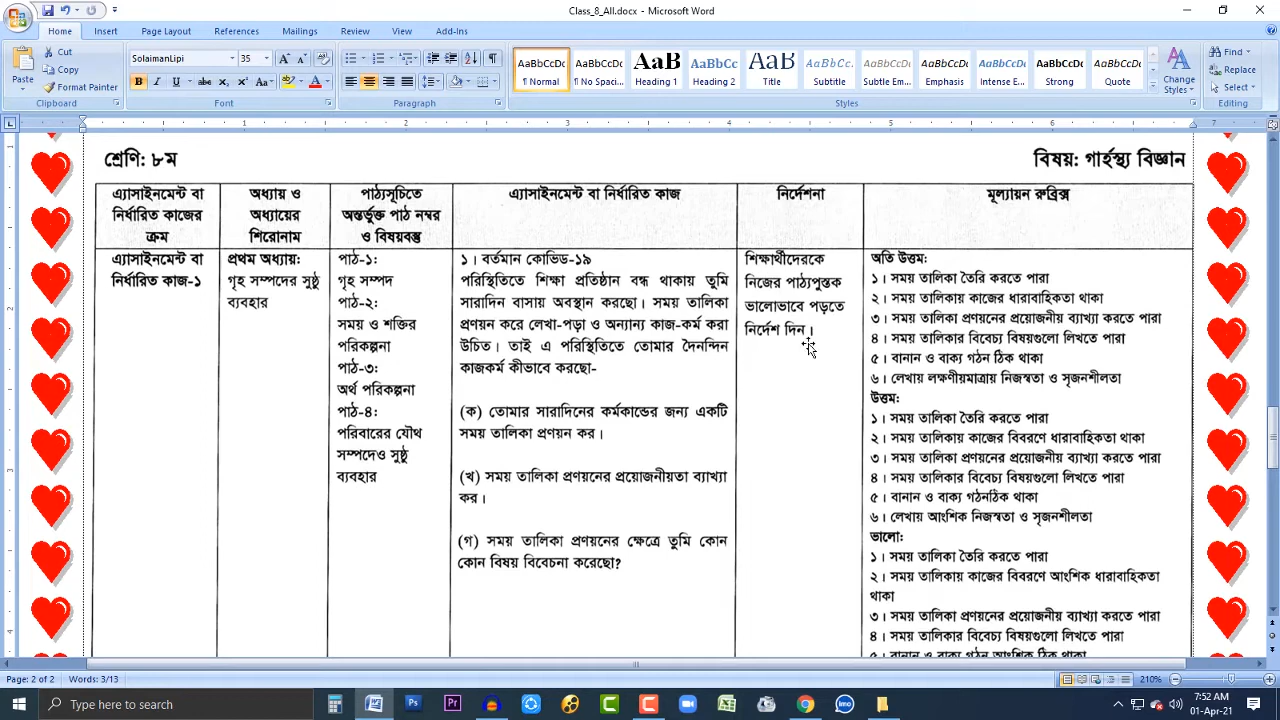 Class_8_All.docx - Microsoft Word
Home Insert Page Layout References Mailings Review View Add-Ins
Paste
Cut
Copy
Format Painter
Clipboard
SolaimanLipi 35
Font
Paragraph
AaBbCcDc AaBbCcDc AaB AaBbCc AaB AaBbCc. AaBbCcDc AaBbCcDc AaBbCcDc AaBbCcDc AaBbCcDc
¶ Normal ¶ No Spaci... Heading 1 Heading 2 Title Subtitle Subtle Em... Emphasis Intense E... Strong Quote
Change Styles
Styles
Find
Replace
Select
Editing
শ্রেণি: ৮ম
বিষয়: গার্হস্থ্য বিজ্ঞান
এ্যাসাইনমেন্ট বা
নির্ধারিত কাজের
ক্রম
অধ্যায় ও
অধ্যায়ের
শিরোনাম
পাঠ্যসূচিতে
অন্তর্ভুক্ত পাঠ নম্বর
ও বিষয়বস্তু
এ্যাসাইনমেন্ট বা নির্ধারিত কাজ
নির্দেশনা
মূল্যায়ন রুব্রিক্স
এ্যাসাইনমেন্ট বা
নির্ধারিত কাজ-১
প্রথম অধ্যায়:
গৃহ সম্পদের সুষ্ঠু
ব্যবহার
পাঠ-১:
গৃহ সম্পদ
পাঠ-২:
সময় ও শক্তির
পরিকল্পনা
পাঠ-৩:
অর্থ পরিকল্পনা
পাঠ-৪:
পরিবারের যৌথ
সম্পদেও সুষ্ঠু
ব্যবহার
১। বর্তমান কোভিড-১৯
পরিস্থিতিতে শিক্ষা প্রতিষ্ঠান বন্ধ থাকায় তুমি
সারাদিন বাসায় অবস্থান করছো। সময় তালিকা
প্রণয়ন করে লেখা-পড়া ও অন্যান্য কাজ-কর্ম করা
উচিত। তাই এ পরিস্থিতিতে তোমার দৈনন্দিন
কাজকর্ম কীভাবে করছো-
(ক) তোমার সারাদিনের কর্মকান্ডের জন্য একটি
সময় তালিকা প্রণয়ন কর।
(খ) সময় তালিকা প্রণয়নের প্রয়োজনীয়তা ব্যাখ্যা
কর।
(গ) সময় তালিকা প্রণয়নের ক্ষেত্রে তুমি কোন
কোন বিষয় বিবেচনা করেছো?
শিক্ষার্থীদেরকে
নিজের পাঠ্যপুস্তক
ভালোভাবে পড়তে
নির্দেশ দিন।
অতি উত্তম:
১। সময় তালিকা তৈরি করতে পারা
২। সময় তালিকায় কাজের ধারাবাহিকতা থাকা
৩। সময় তালিকা প্রণয়নের প্রয়োজনীয় ব্যাখ্যা করতে পারা
৪। সময় তালিকার বিবেচ্য বিষয়গুলো লিখতে পারা
৫। বানান ও বাক্য গঠন ঠিক থাকা
৬। লেখায় লক্ষণীয়মাত্রায় নিজস্বতা ও সৃজনশীলতা
উত্তম:
১। সময় তালিকা তৈরি করতে পারা
২। সময় তালিকায় কাজের বিবরণে ধারাবাহিকতা থাকা
৩। সময় তালিকা প্রণয়নের প্রয়োজনীয় ব্যাখ্যা করতে পারা
৪। সময় তালিকার বিবেচ্য বিষয়গুলো লিখতে পারা
৫। বানান ও বাক্য গঠনঠিক থাকা
৬। লেখায় আংশিক নিজস্বতা ও সৃজনশীলতা
ভালো:
১। সময় তালিকা তৈরি করতে পারা
২। সময় তালিকায় কাজের বিবরণে আংশিক ধারাবাহিকতা
থাকা
৩। সময় তালিকা প্রণয়নের প্রয়োজনীয় ব্যাখ্যা করতে পারা
৪। সময় তালিকার বিবেচ্য বিষয়গুলো লিখতে পারা
৫। বানান ও বাক্য গঠন আংশিক ঠিক থাকা
Page: 2 of 2 Words: 3/13
210%
Type here to search
7:52 AM
01-Apr-21